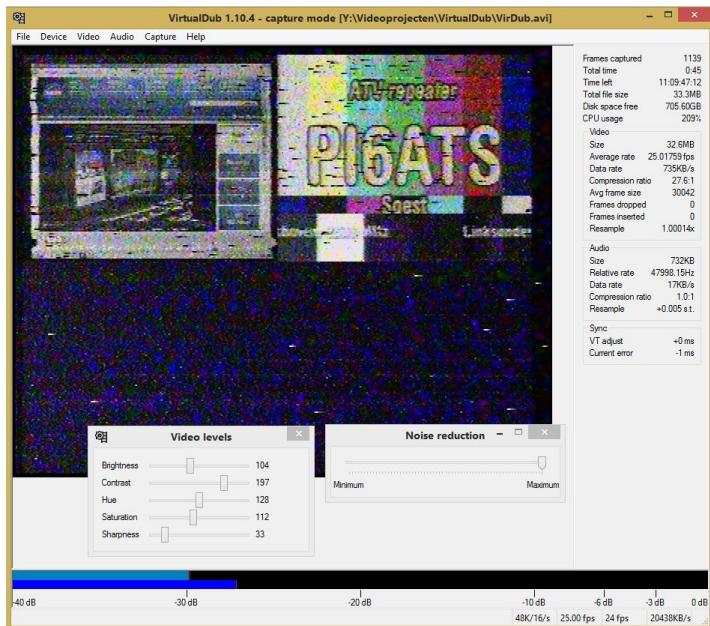 VirtualDub 1.10.4 - capture mode [Y:\Videoprojecten\VirtualDub\VirDub.avi]
File Device Video Audio Capture Help
Frames captured 1139
Total time 0:45
Time left 11:09:47:12
Total file size 33.3MB
Disk space free 705.60GB
CPU usage 209%
Video
Size 32.6MB
Average rate 25.01759 fps
Data rate 735KB/s
Compression ratio 27.6:1
Avg frame size 30042
Frames dropped 0
Frames inserted 0
Resample 1.00014x
Audio
Size 732KB
Relative rate 47998.15Hz
Data rate 17KB/s
Compression ratio 1.0:1
Resample +0.005 s.t.
Sync
VT adjust +0 ms
Current error -1 ms
ATV repeater
PI6ATS
Soest
Linksonder
Video levels
Brightness 104
Contrast 197
Hue 128
Saturation 112
Sharpness 33
Noise reduction
Minimum Maximum
-40 dB -30 dB -20 dB -10 dB -6 dB -3 dB 0 dB
48K/16/s 25.00 fps 24 fps 20438KB/s